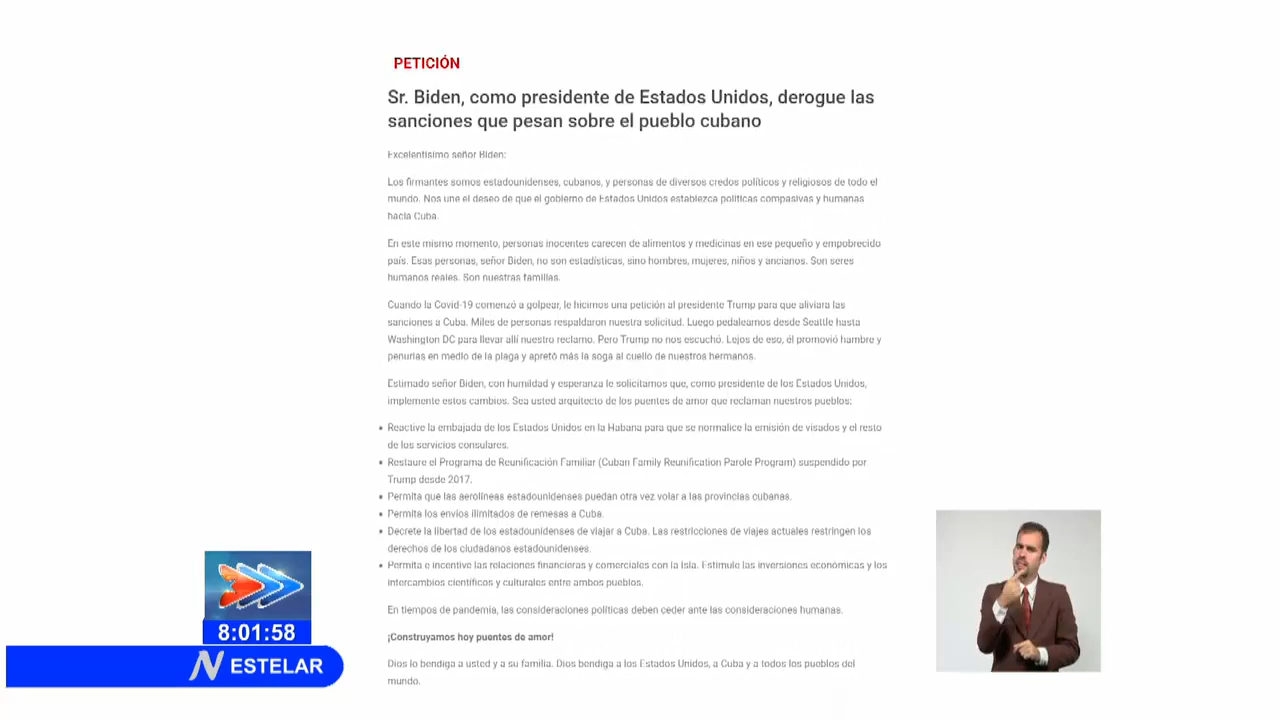 PETICIÓN
Sr. Biden, como presidente de Estados Unidos, derogue las
sanciones que pesan sobre el pueblo cubano
Excelentísimo señor Biden:
Los firmantes somos estadounidenses, cubanos, y personas de diversos credos políticos y religiosos de todo el
mundo. Nos une el deseo de que el gobierno de Estados Unidos establezca políticas compasivas y humanas
hacia Cuba.
En este mismo momento, personas inocentes carecen de alimentos y medicinas en ese pequeño y empobrecido
país. Esas personas, señor Biden, no son estadísticas, sino hombres, mujeres, niños y ancianos. Son seres
humanos reales. Son nuestras familias.
Cuando la Covid-19 comenzó a golpear, le hicimos una petición al presidente Trump para que aliviara las
sanciones a Cuba. Miles de personas respaldaron nuestra solicitud. Luego pedaleamos desde Seattle hasta
Washington DC para llevar allí nuestro reclamo. Pero Trump no nos escuchó. Lejos de eso, él promovió hambre y
penurias en medio de la plaga y apretó más la soga al cuello de nuestros hermanos.
Estimado señor Biden, con humildad y esperanza le solicitamos que, como presidente de los Estados Unidos,
implemente estos cambios. Sea usted arquitecto de los puentes de amor que reclaman nuestros pueblos:
• Reactive la embajada de los Estados Unidos en la Habana para que se normalice la emisión de visados y el resto
de los servicios consulares.
• Restaure el Programa de Reunificación Familiar (Cuban Family Reunification Parole Program) suspendido por
Trump desde 2017.
• Permita que las aerolíneas estadounidenses puedan otra vez volar a las provincias cubanas.
• Permita los envíos ilimitados de remesas a Cuba.
• Decrete la libertad de los estadounidenses de viajar a Cuba. Las restricciones de viajes actuales restringen los
derechos de los ciudadanos estadounidenses.
• Permita e incentive las relaciones financieras y comerciales con la Isla. Estimule las inversiones económicas y los
intercambios científicos y culturales entre ambos pueblos.
En tiempos de pandemia, las consideraciones políticas deben ceder ante las consideraciones humanas.
¡Construyamos hoy puentes de amor!
Dios lo bendiga a usted y a su familia. Dios bendiga a los Estados Unidos, a Cuba y a todos los pueblos del
mundo.
8:01:58
N ESTELAR